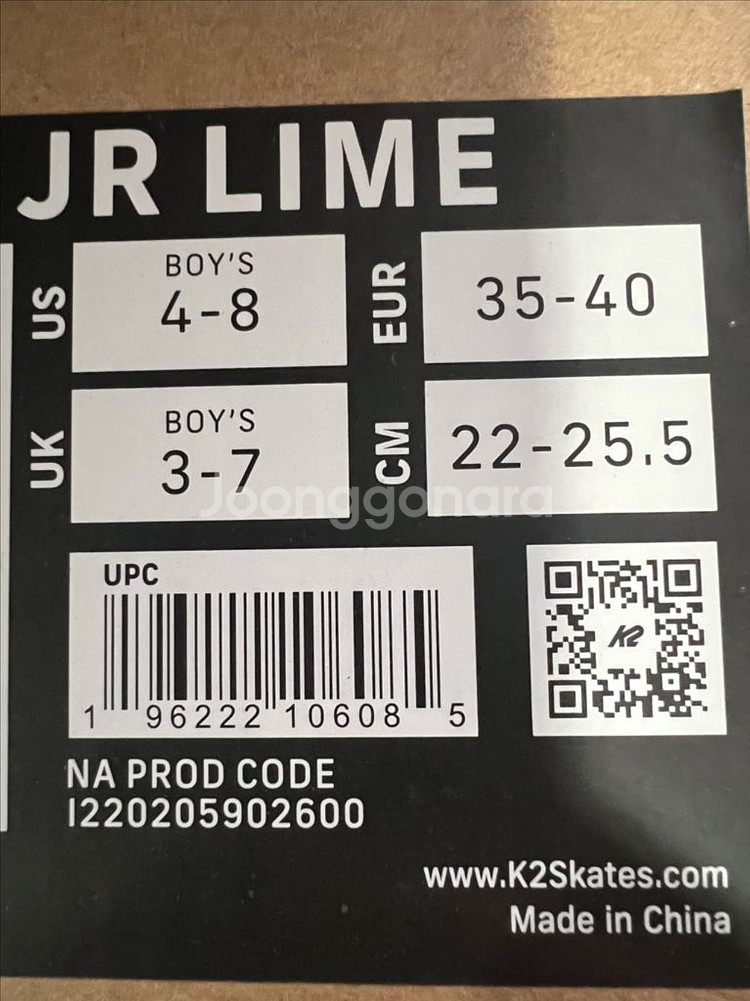 JR LIME
US
BOY'S
4-8
EUR
35-40
UK
BOY'S
3-7
CM
22-25.5
Joonggonara
UPC
1 96222 10608 5
K2
NA PROD CODE
I220205902600
www.K2Skates.com
Made in China